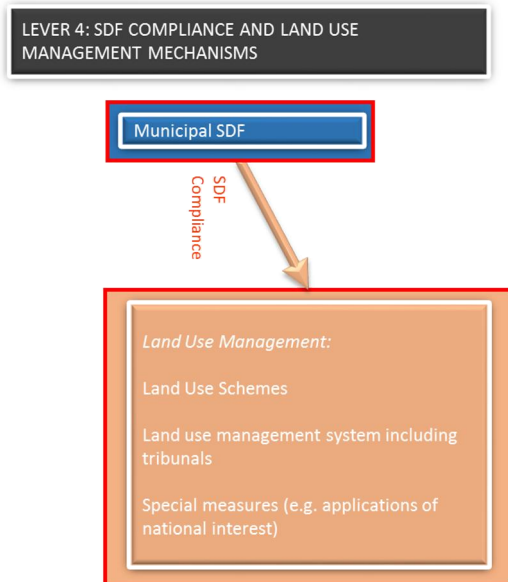 LEVER 4: SDF COMPLIANCE AND LAND USE
MANAGEMENT MECHANISMS
Municipal SDF
SDF
Compliance
Land Use Management:
Land Use Schemes
Land use management system including
tribunals
Special measures (e.g. applications of
national interest)